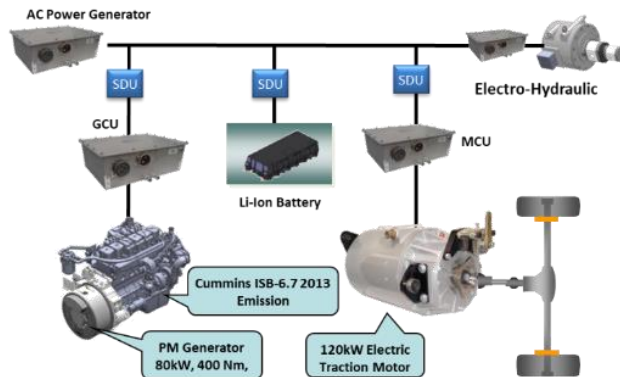 AC Power Generator
SDU
SDU
SDU
Electro-Hydraulic
GCU
MCU
Li-Ion Battery
Cummins ISB-6.7 2013
Emission
PM Generator
80kW, 400 Nm,
120kW Electric
Traction Motor